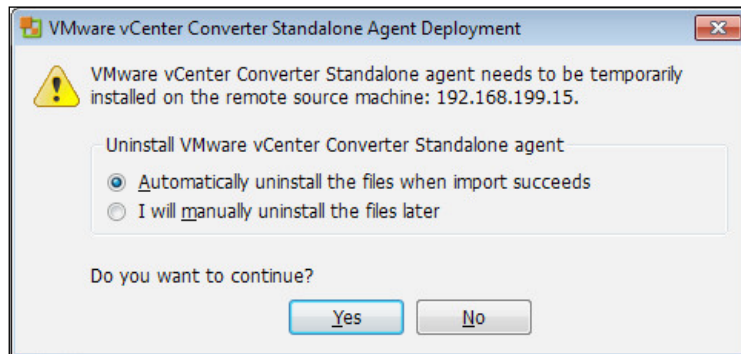 VMware vCenter Converter Standalone Agent Deployment
VMware vCenter Converter Standalone agent needs to be temporarily
installed on the remote source machine: 192.168.199.15.
Uninstall VMware vCenter Converter Standalone agent
Automatically uninstall the files when import succeeds
I will manually uninstall the files later
Do you want to continue?
Yes No